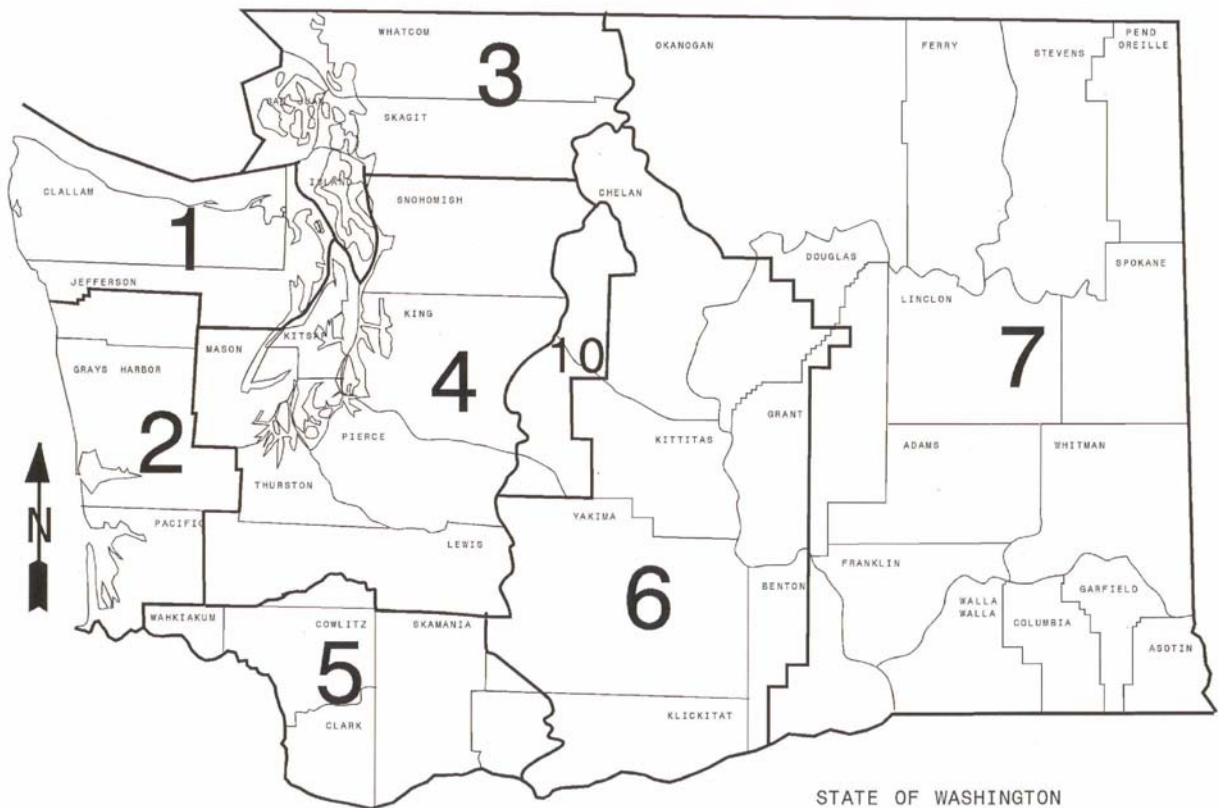 WHATCOM
3
OKANOGAN
FERRY
STEVENS
PEND
OREILLE
SAN JUAN
SKAGIT
CLALLAM
ISLAND
SNOHOMISH
CHELAN
1
DOUGLAS
SPOKANE
JEFFERSON
LINCLON
KING
KITSAP
MASON
10
7
GRAYS HARBOR
4
GRANT
2
PIERCE
KITTITAS
ADAMS
WHITMAN
THURSTON
N
PACIFIC
YAKIMA
LEWIS
FRANKLIN
6
BENTON
GARFIELD
WALLA
WALLA
WAHKIAKUM
COWLITZ
SKAMANIA
COLUMBIA
ASOTIN
5
CLARK
KLICKITAT
STATE OF WASHINGTON